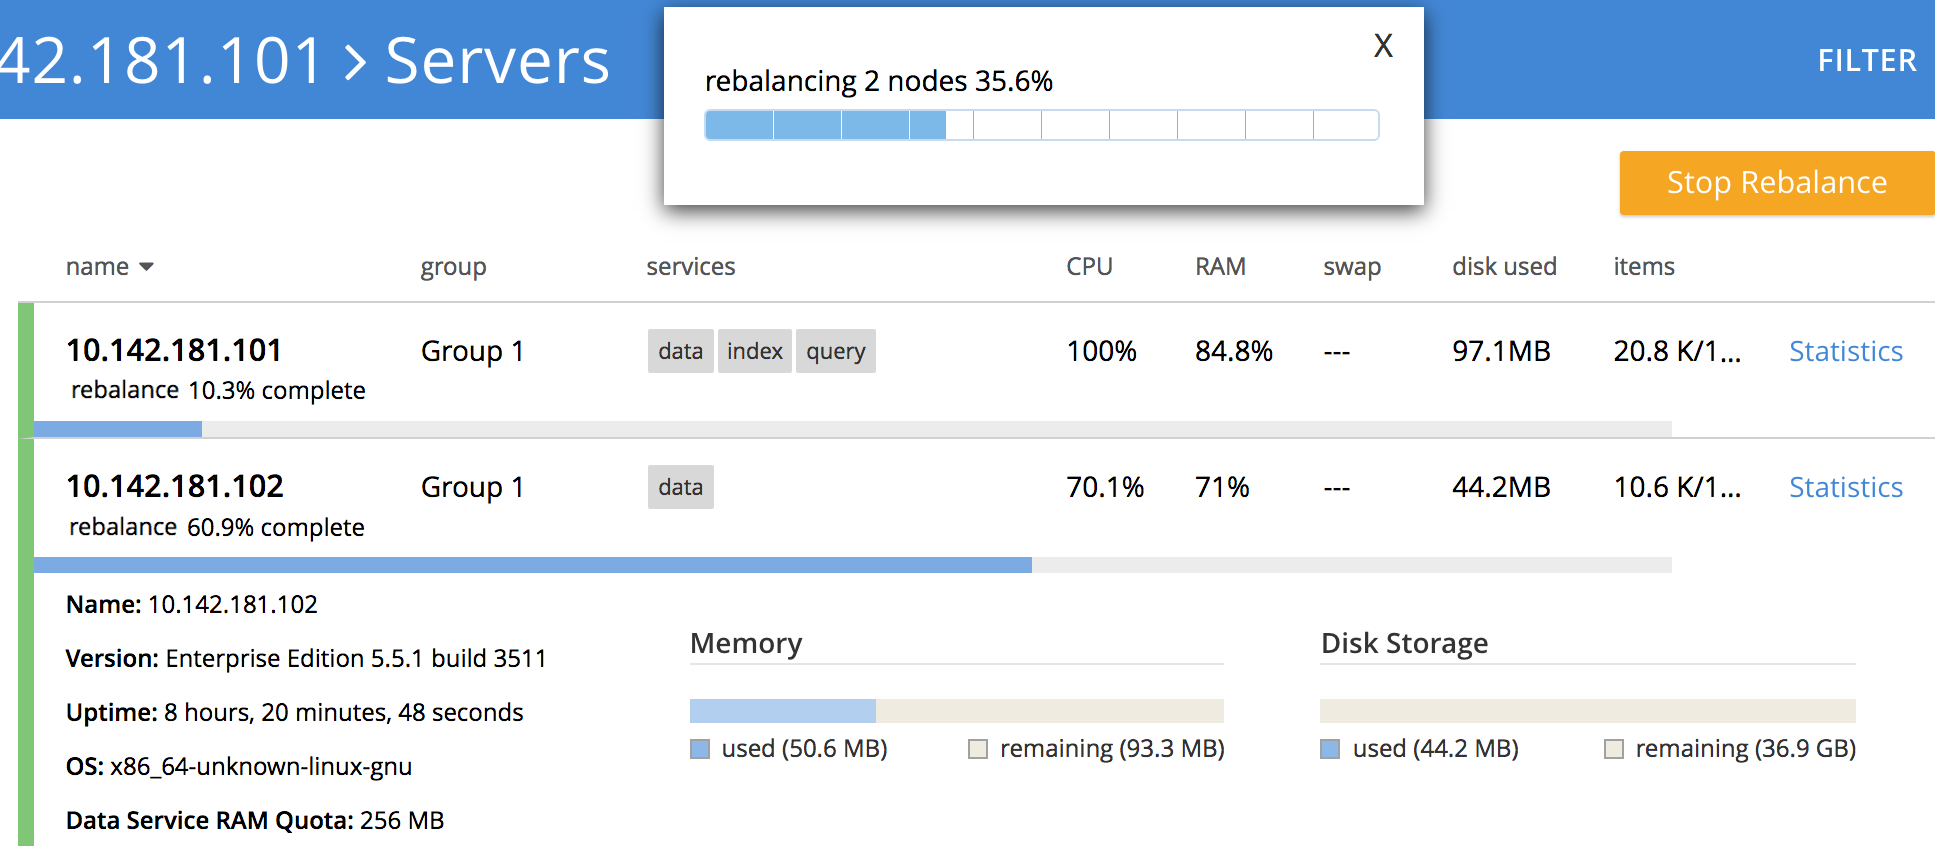 42.181.101 > Servers
FILTER
X
rebalancing 2 nodes 35.6%
Stop Rebalance
name group services CPU RAM swap disk used items
10.142.181.101 Group 1 data index query 100% 84.8% --- 97.1MB 20.8 K/1... Statistics
rebalance 10.3% complete
10.142.181.102 Group 1 data 70.1% 71% --- 44.2MB 10.6 K/1... Statistics
rebalance 60.9% complete
Name: 10.142.181.102
Version: Enterprise Edition 5.5.1 build 3511
Uptime: 8 hours, 20 minutes, 48 seconds
OS: x86_64-unknown-linux-gnu
Data Service RAM Quota: 256 MB
Memory
used (50.6 MB) remaining (93.3 MB)
Disk Storage
used (44.2 MB) remaining (36.9 GB)